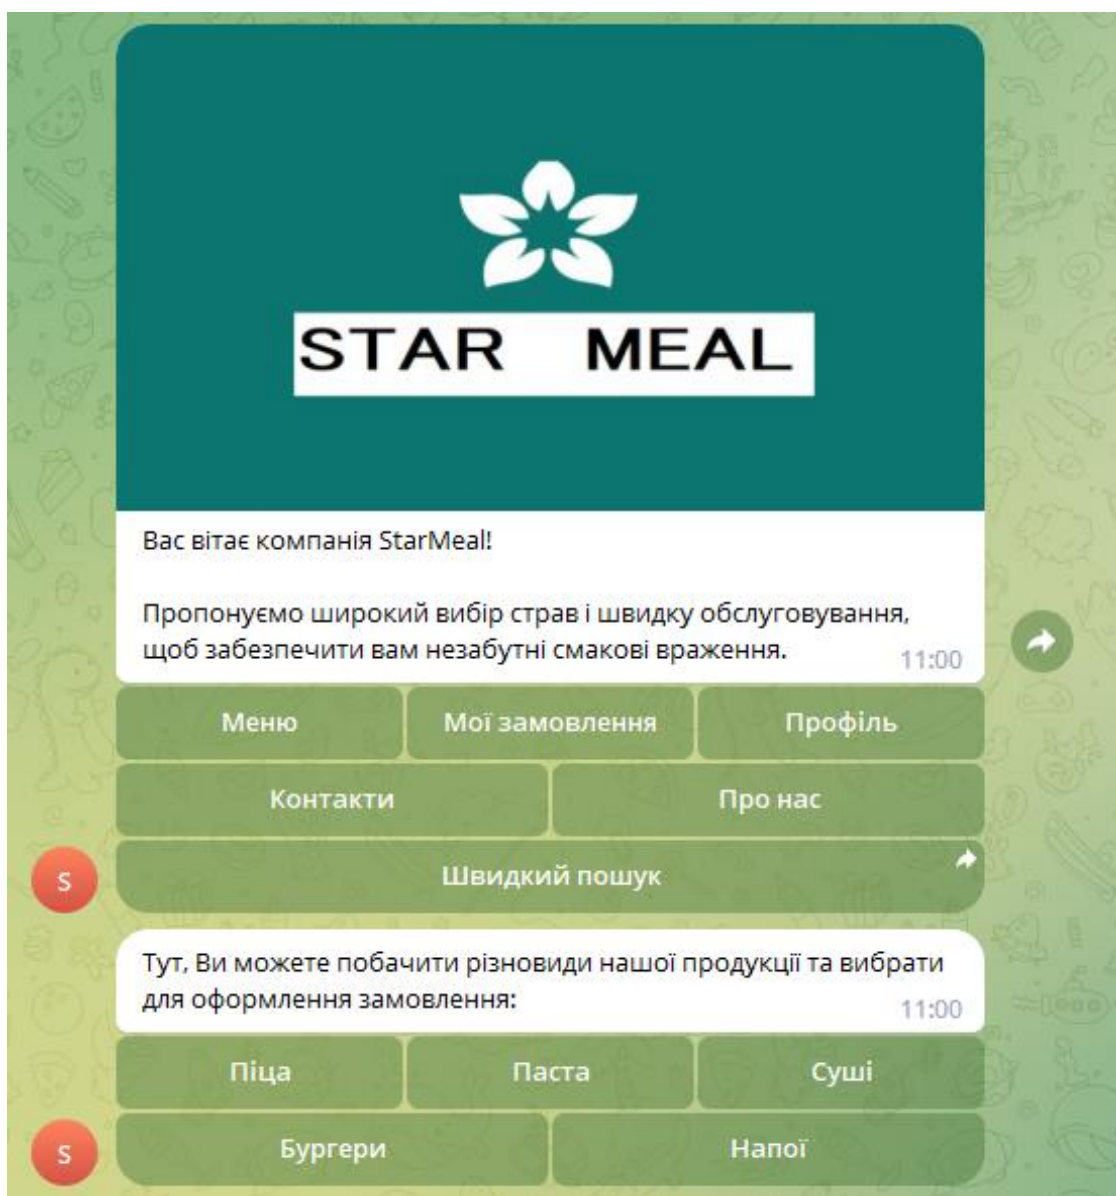 STAR MEAL
Вас вітає компанія StarMeal!
Пропонуємо широкий вибір страв і швидку обслуговування,
щоб забезпечити вам незабутні смакові враження.
11:00
Меню
Мої замовлення
Профіль
Контакти
Про нас
S
Швидкий пошук
Тут, Ви можете побачити різновиди нашої продукції та вибрати
для оформлення замовлення:
11:00
Піца
Паста
Суші
S
Бургери
Напої